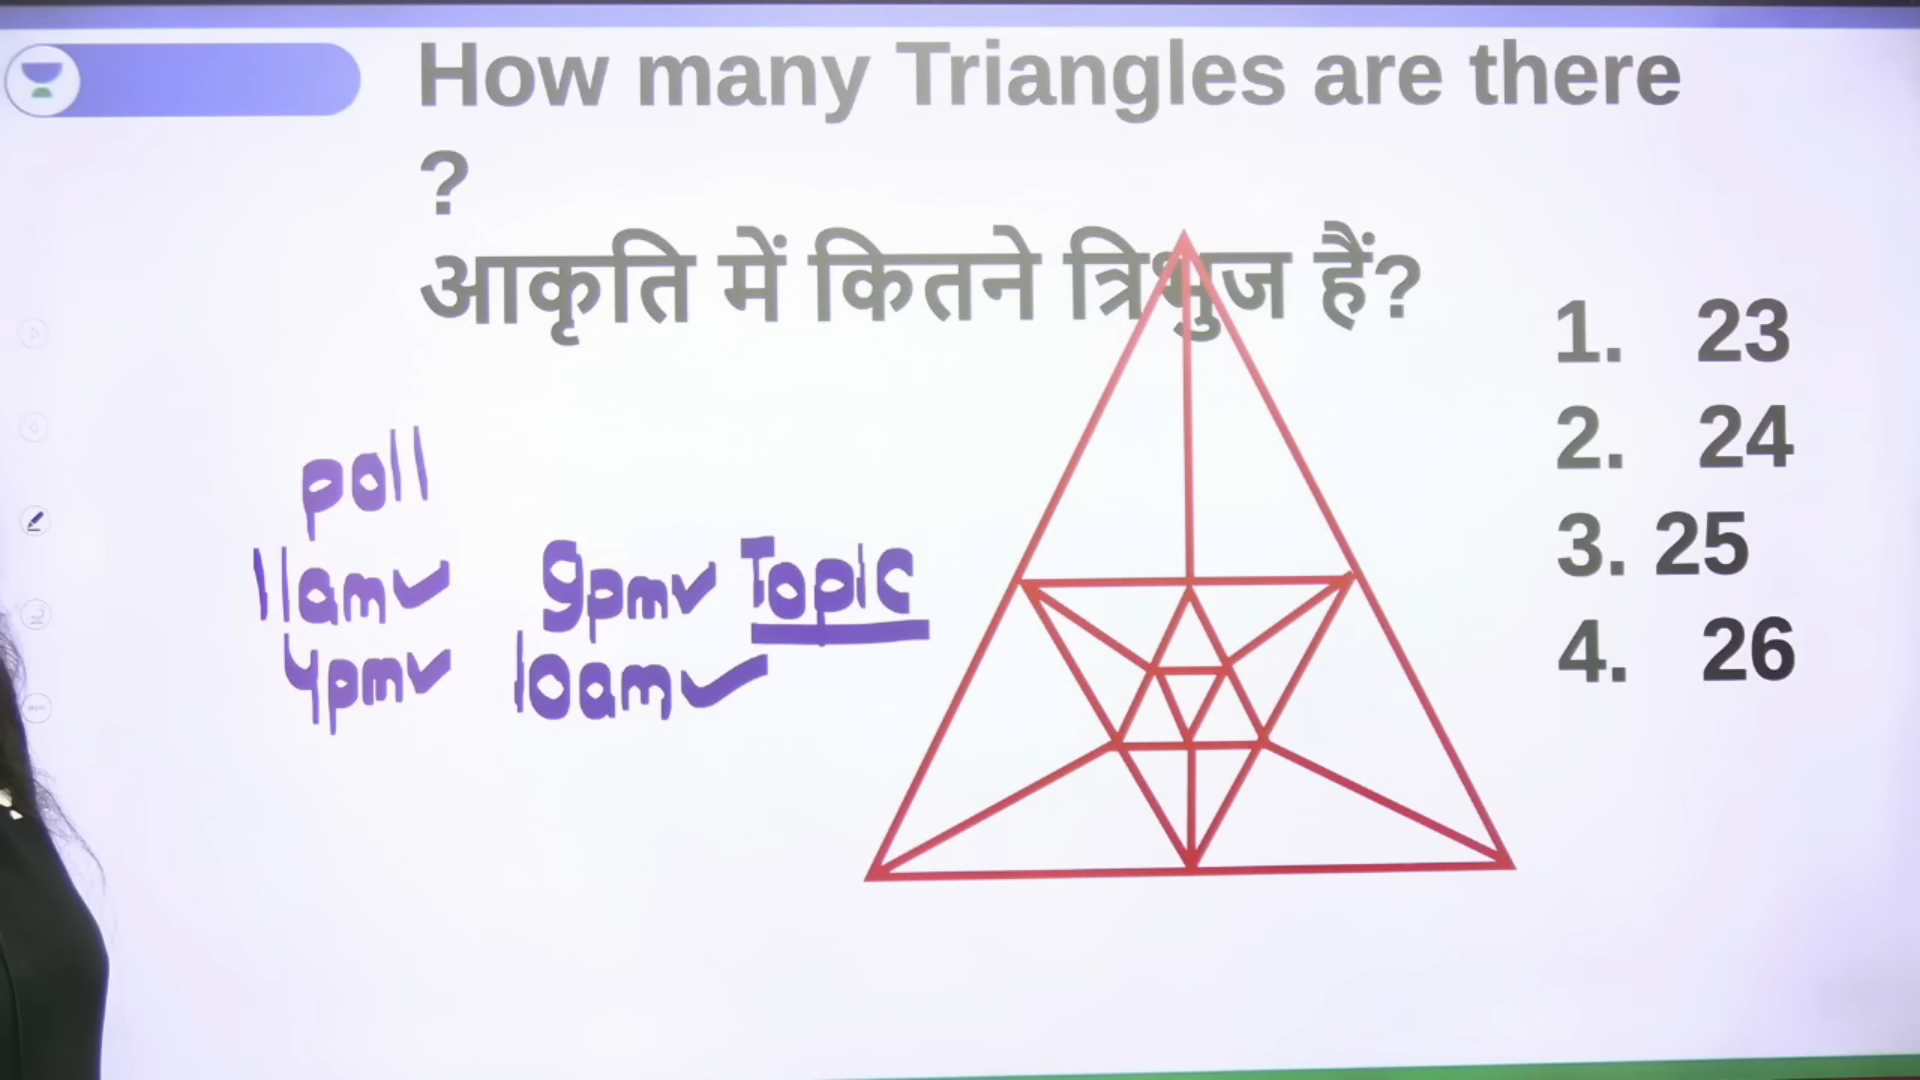 How many Triangles are there
?
आकृति में कितने त्रिभुज हैं?
1. 23
2. 24
3. 25
4. 26
poll
11am✓ 9pm✓ Topic
4pm✓ 10am✓